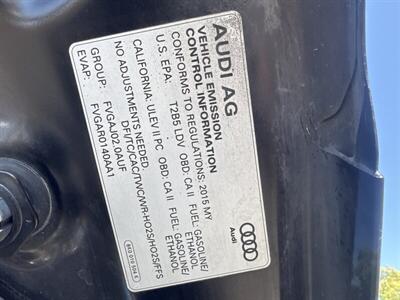 AUDI AG
VEHICLE EMISSION
CONTROL INFORMATION
CONFORMS TO REGULATIONS: 2015 MY
U.S. EPA: T2B5 LDV OBD: CA II FUEL: GASOLINE/
ETHANOL
CALIFORNIA: ULEV II PC OBD: CA II FUEL: GASOLINE/
ETHANOL
NO ADJUSTMENTS NEEDED
DFI/TC/CAC/TWC/WR-HO2S/HO2S/FFS
GROUP: FVGAJ02.0AUF
EVAP: FVGAR0140AA1
Audi